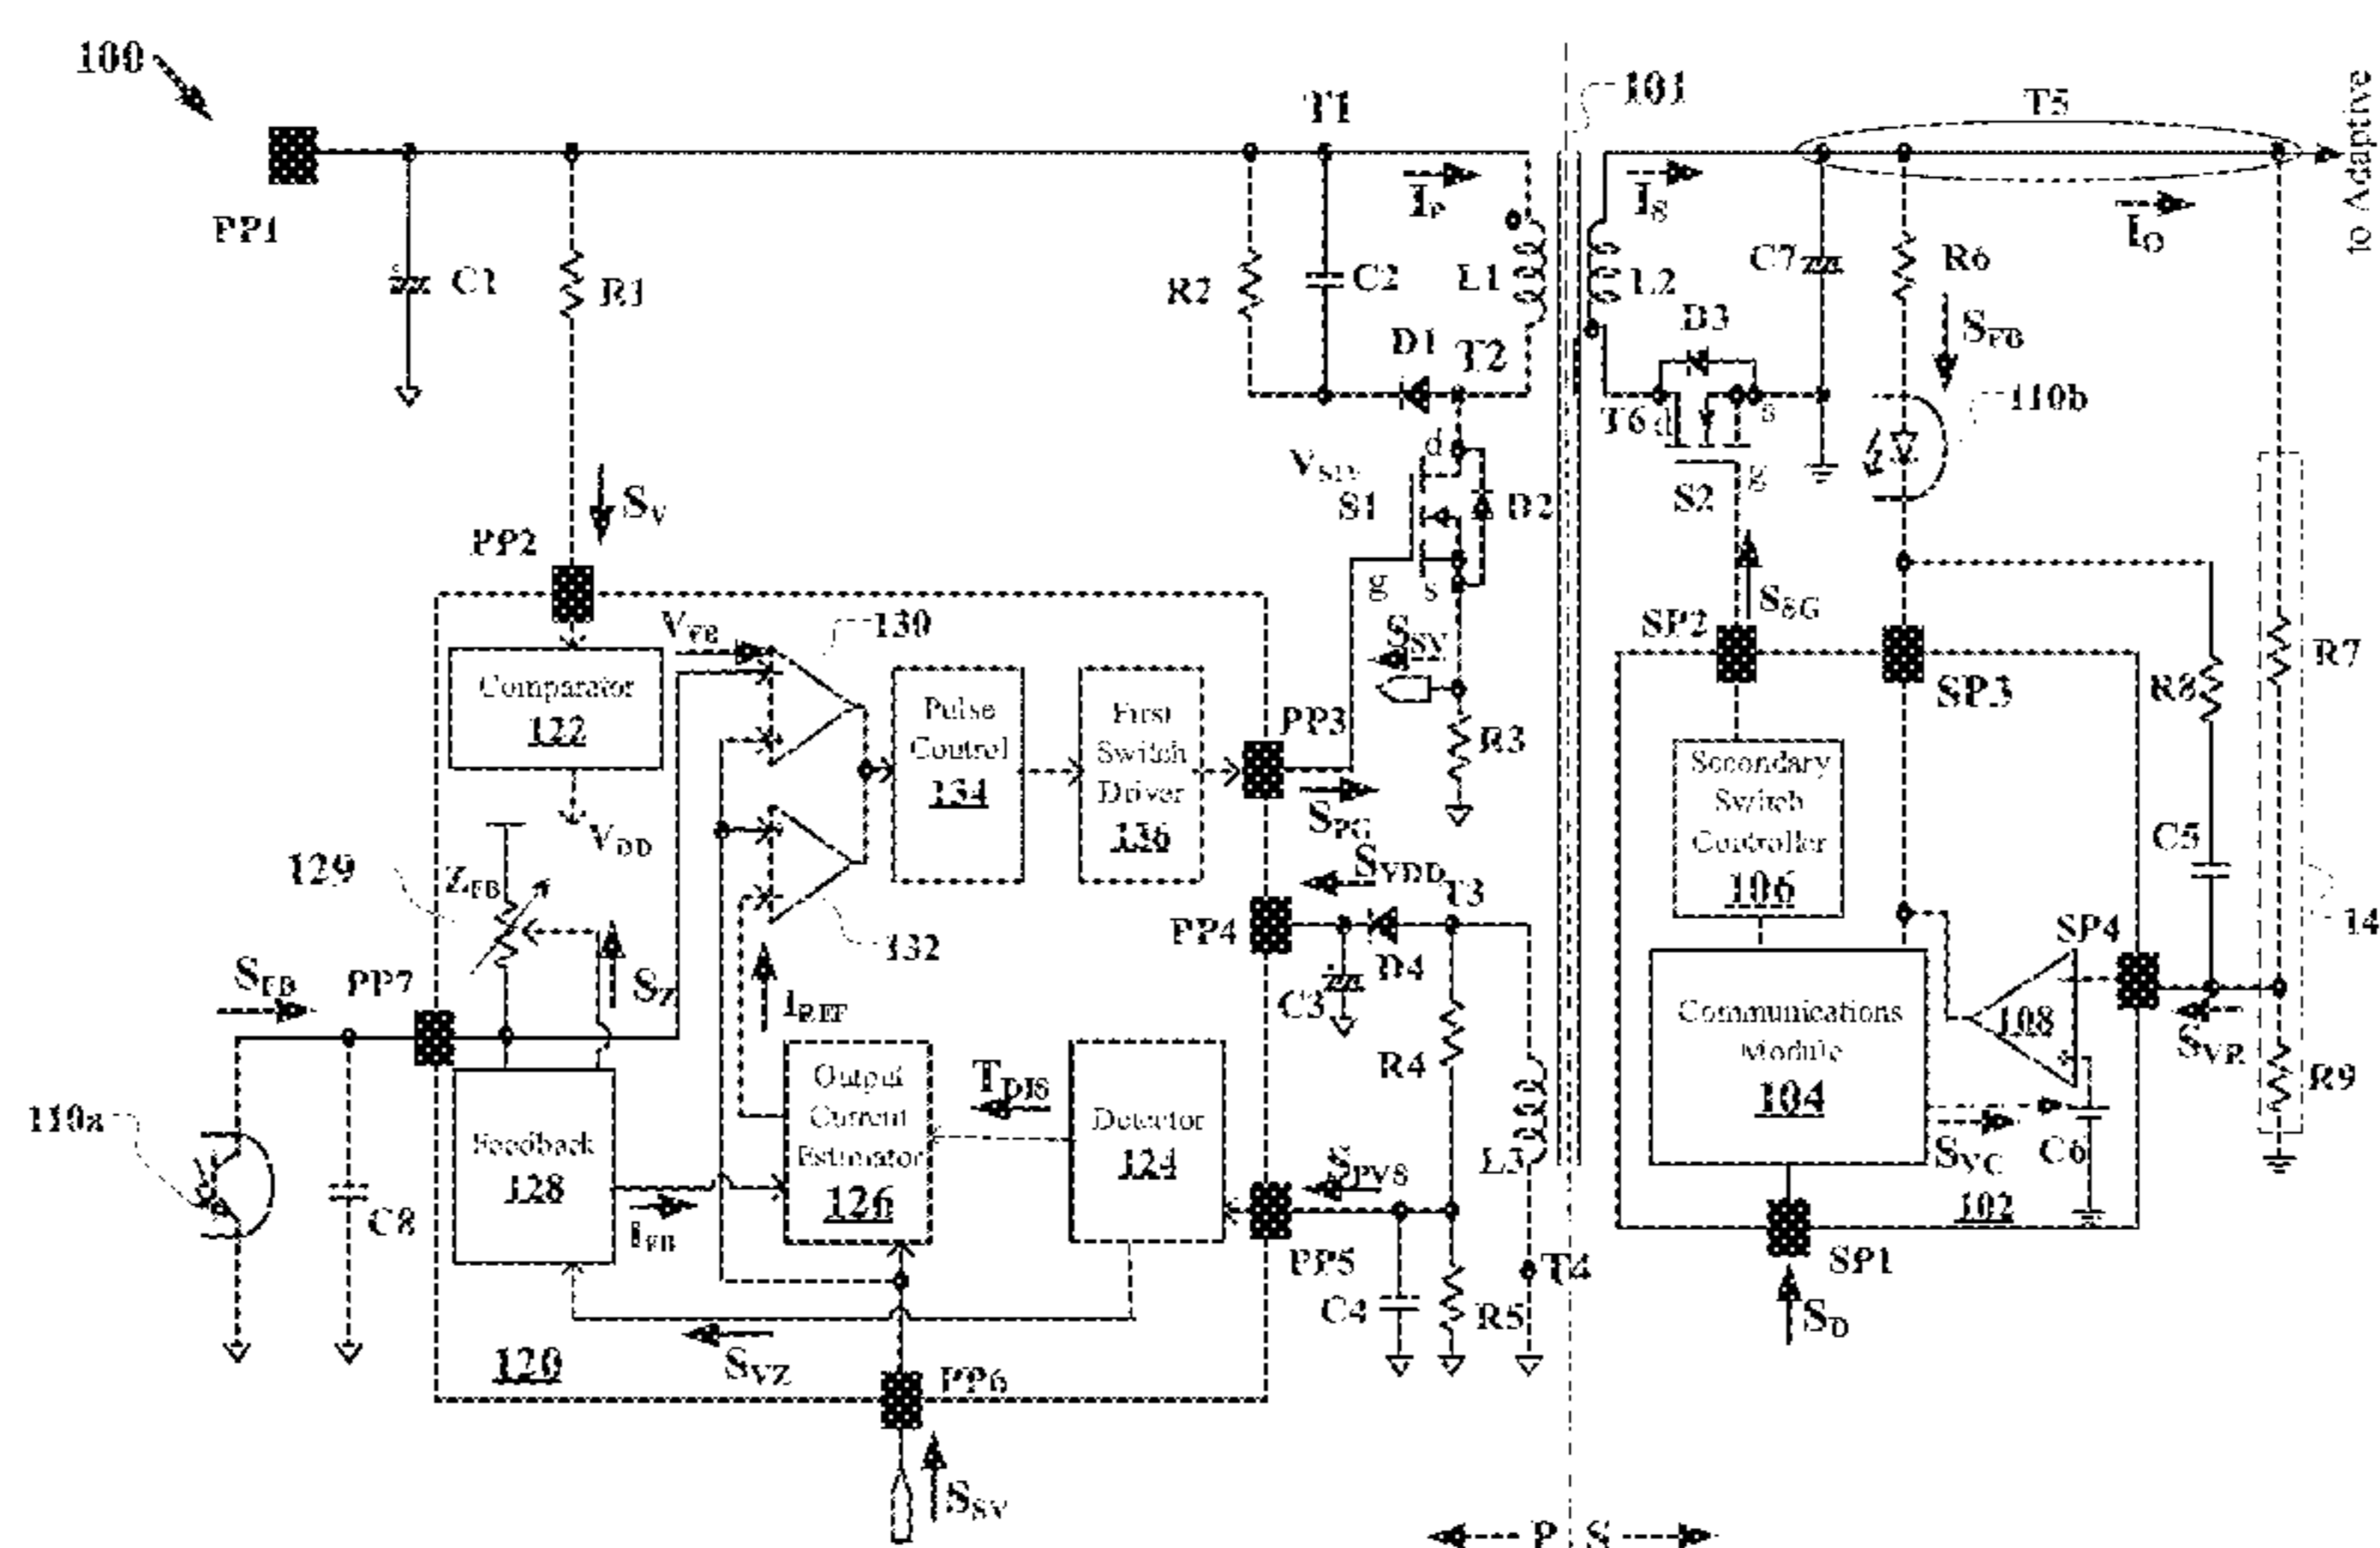 100
T1
101
T5
to Adaptive
PP1
C1
R1
R2
C2
L1
I_P
I_S
L2
C7
R6
I_O
D1
T2
D3
S_FB
110b
T6
d
s
g
S2
d
S1
D2
g
s
S_V
PP2
V_FB
130
S_SV
SP2
S_SG
SP3
R8
R7
Comparator
122
Pulse
Control
134
First
Switch
Driver
136
PP3
S_PG
R3
Secondary
Switch
Controller
106
C5
V_DD
129
Z_FB
132
S_VDD
T3
PP4
C3
D4
SP4
14
S_FB
PP7
S_Z
I_REF
R4
Communications
Module
104
108
S_VR
R9
110a
C8
Feedback
128
I_FB
Output
Current
Estimator
126
T_DIS
Detector
124
S_PVS
L3
S_VC
C6
102
PP5
C4
R5
T4
SP1
S_D
120
S_VZ
PP6
S_SV
P
S